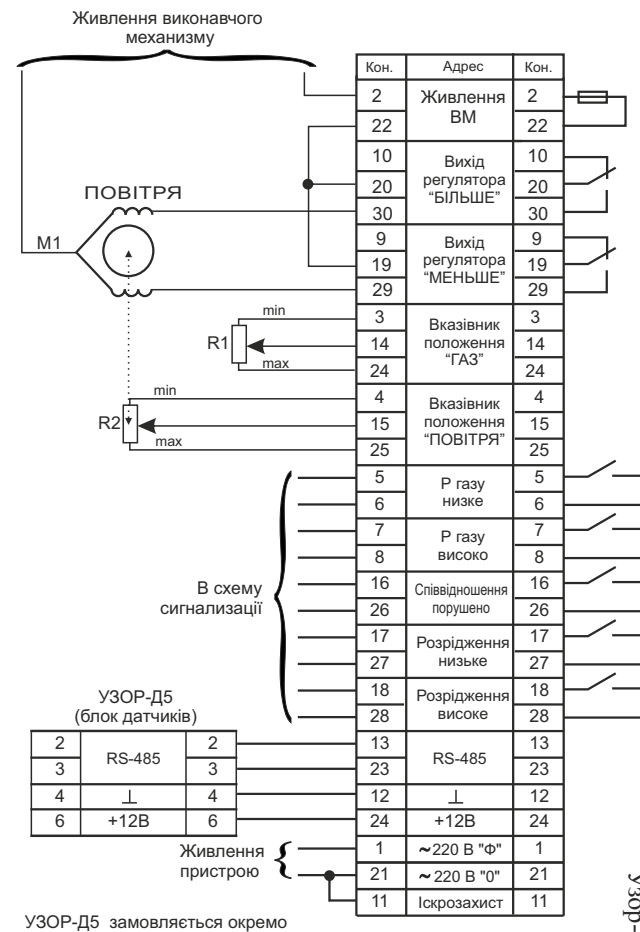 Живлення виконавчого
механизму
Кон. Адрес Кон.
2 Живлення 2
22 ВМ 22
10 Вихід 10
20 регулятора 20
30 "БІЛЬШЕ" 30
9 Вихід 9
19 регулятора 19
29 "МЕНЬШЕ" 29
ПОВІТРЯ
М1
min
R1
max
3 Вказівник 3
14 положення 14
24 "ГАЗ" 24
min
R2
max
4 Вказівник 4
15 положення 15
25 "ПОВІТРЯ" 25
5 Р газу 5
6 низке 6
7 Р газу 7
8 високо 8
В схему
сигналізації
16 Співвідношення 16
26 порушено 26
17 Розрідження 17
27 низьке 27
18 Розрідження 18
28 високе 28
УЗОР-Д5
(блок датчиків)
2 RS-485 2
3 3
4 ⊥ 4
6 +12В 6
13 RS-485 13
23 23
12 ⊥ 12
24 +12В 24
Живлення
пристрою
1 ~220 В "Ф" 1
21 ~220 В "0" 21
11 Іскрозахист 11
УЗОР-Д5 замовляється окремо
Узор-